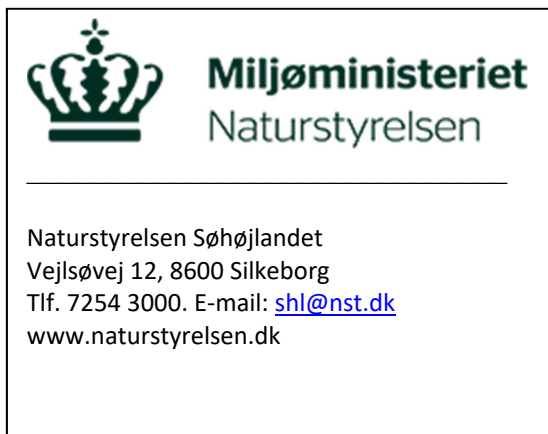 Miljøministeriet
Naturstyrelsen
Naturstyrelsen Søhøjlandet
Vejlsøvej 12, 8600 Silkeborg
Tlf. 7254 3000. E-mail: shl@nst.dk
www.naturstyrelsen.dk